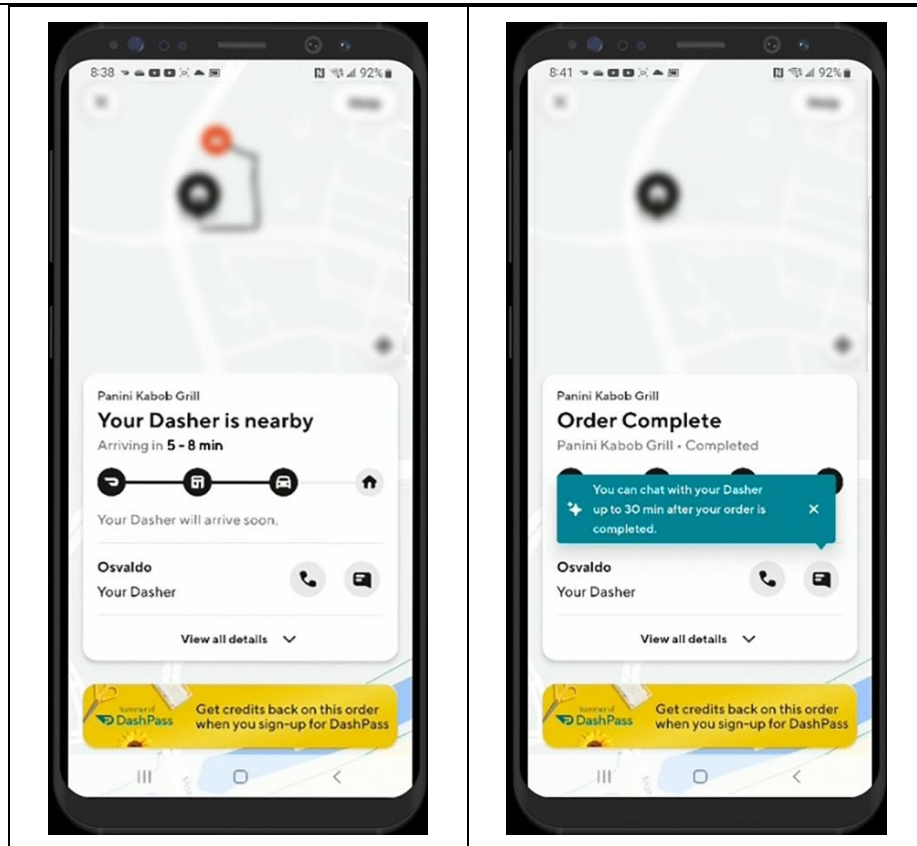 8:38
92%
Panini Kabob Grill
Your Dasher is nearby
Arriving in 5 - 8 min
Your Dasher will arrive soon.
Osvaldo
Your Dasher
View all details
Summer of
DashPass
Get credits back on this order
when you sign-up for DashPass
8:41
92%
Panini Kabob Grill
Order Complete
Panini Kabob Grill • Completed
You can chat with your Dasher
up to 30 min after your order is
completed.
Osvaldo
Your Dasher
View all details
Summer of
DashPass
Get credits back on this order
when you sign-up for DashPass